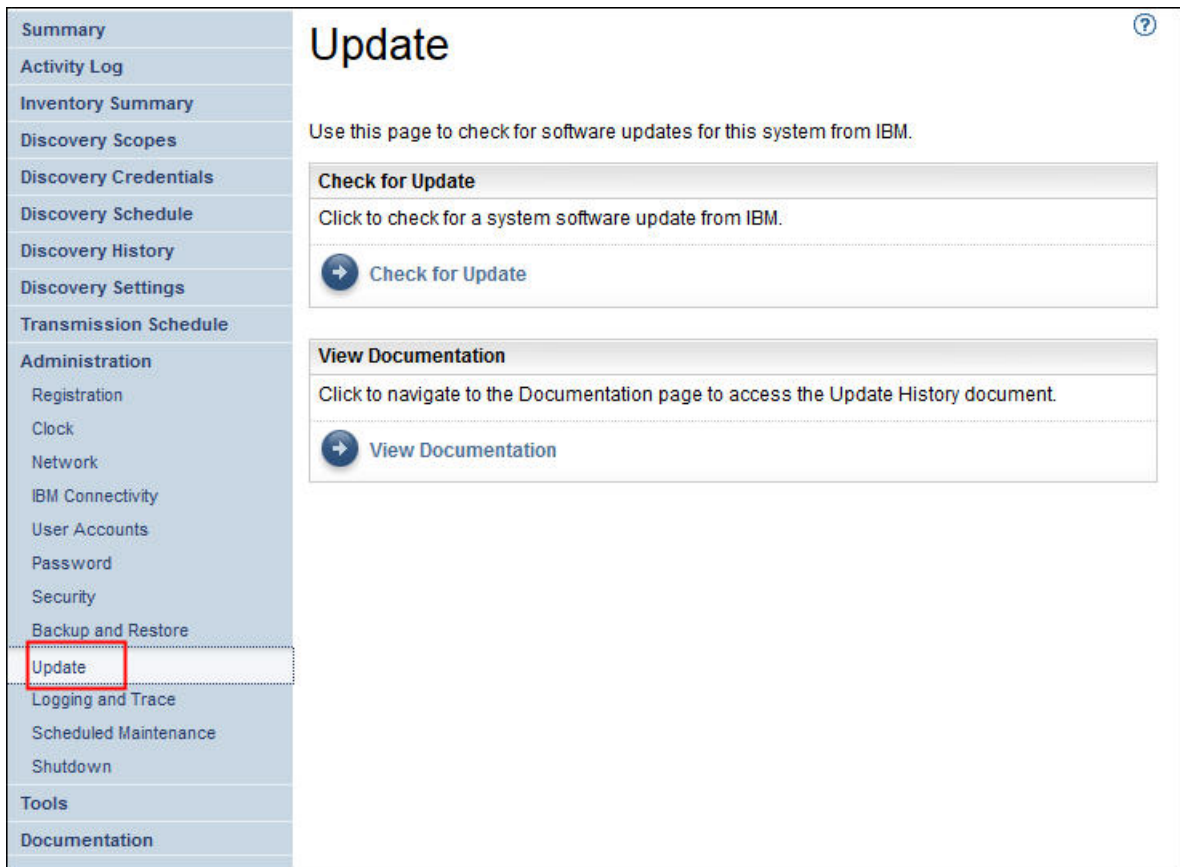 Summary
Activity Log
Inventory Summary
Discovery Scopes
Discovery Credentials
Discovery Schedule
Discovery History
Discovery Settings
Transmission Schedule
Administration
Registration
Clock
Network
IBM Connectivity
User Accounts
Password
Security
Backup and Restore
Update
Logging and Trace
Scheduled Maintenance
Shutdown
Tools
Documentation
Update
?
Use this page to check for software updates for this system from IBM.
Check for Update
Click to check for a system software update from IBM.
Check for Update
View Documentation
Click to navigate to the Documentation page to access the Update History document.
View Documentation